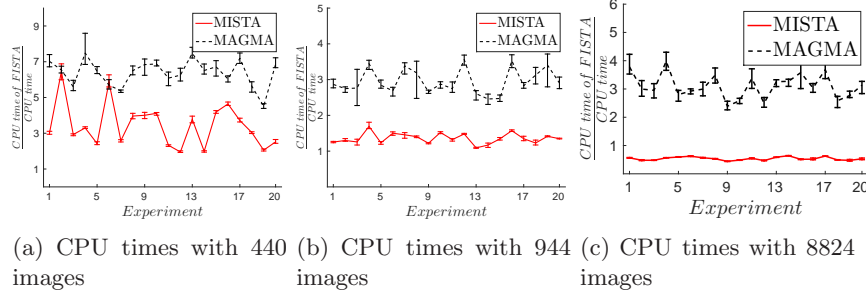 MISTA
MAGMA
CPU time of FISTA
CPU time
9
7
5
3
1
1 5 9 13 17 20
Experiment
MISTA
MAGMA
CPU time of FISTA
CPU time
5
4
3
2
1
1 5 9 13 17 20
Experiment
MISTA
MAGMA
CPU time of FISTA
CPU time
6
5
4
3
2
1
1 5 9 13 17 20
Experiment
(a) CPU times with 440
images
(b) CPU times with 944
images
(c) CPU times with 8824
images